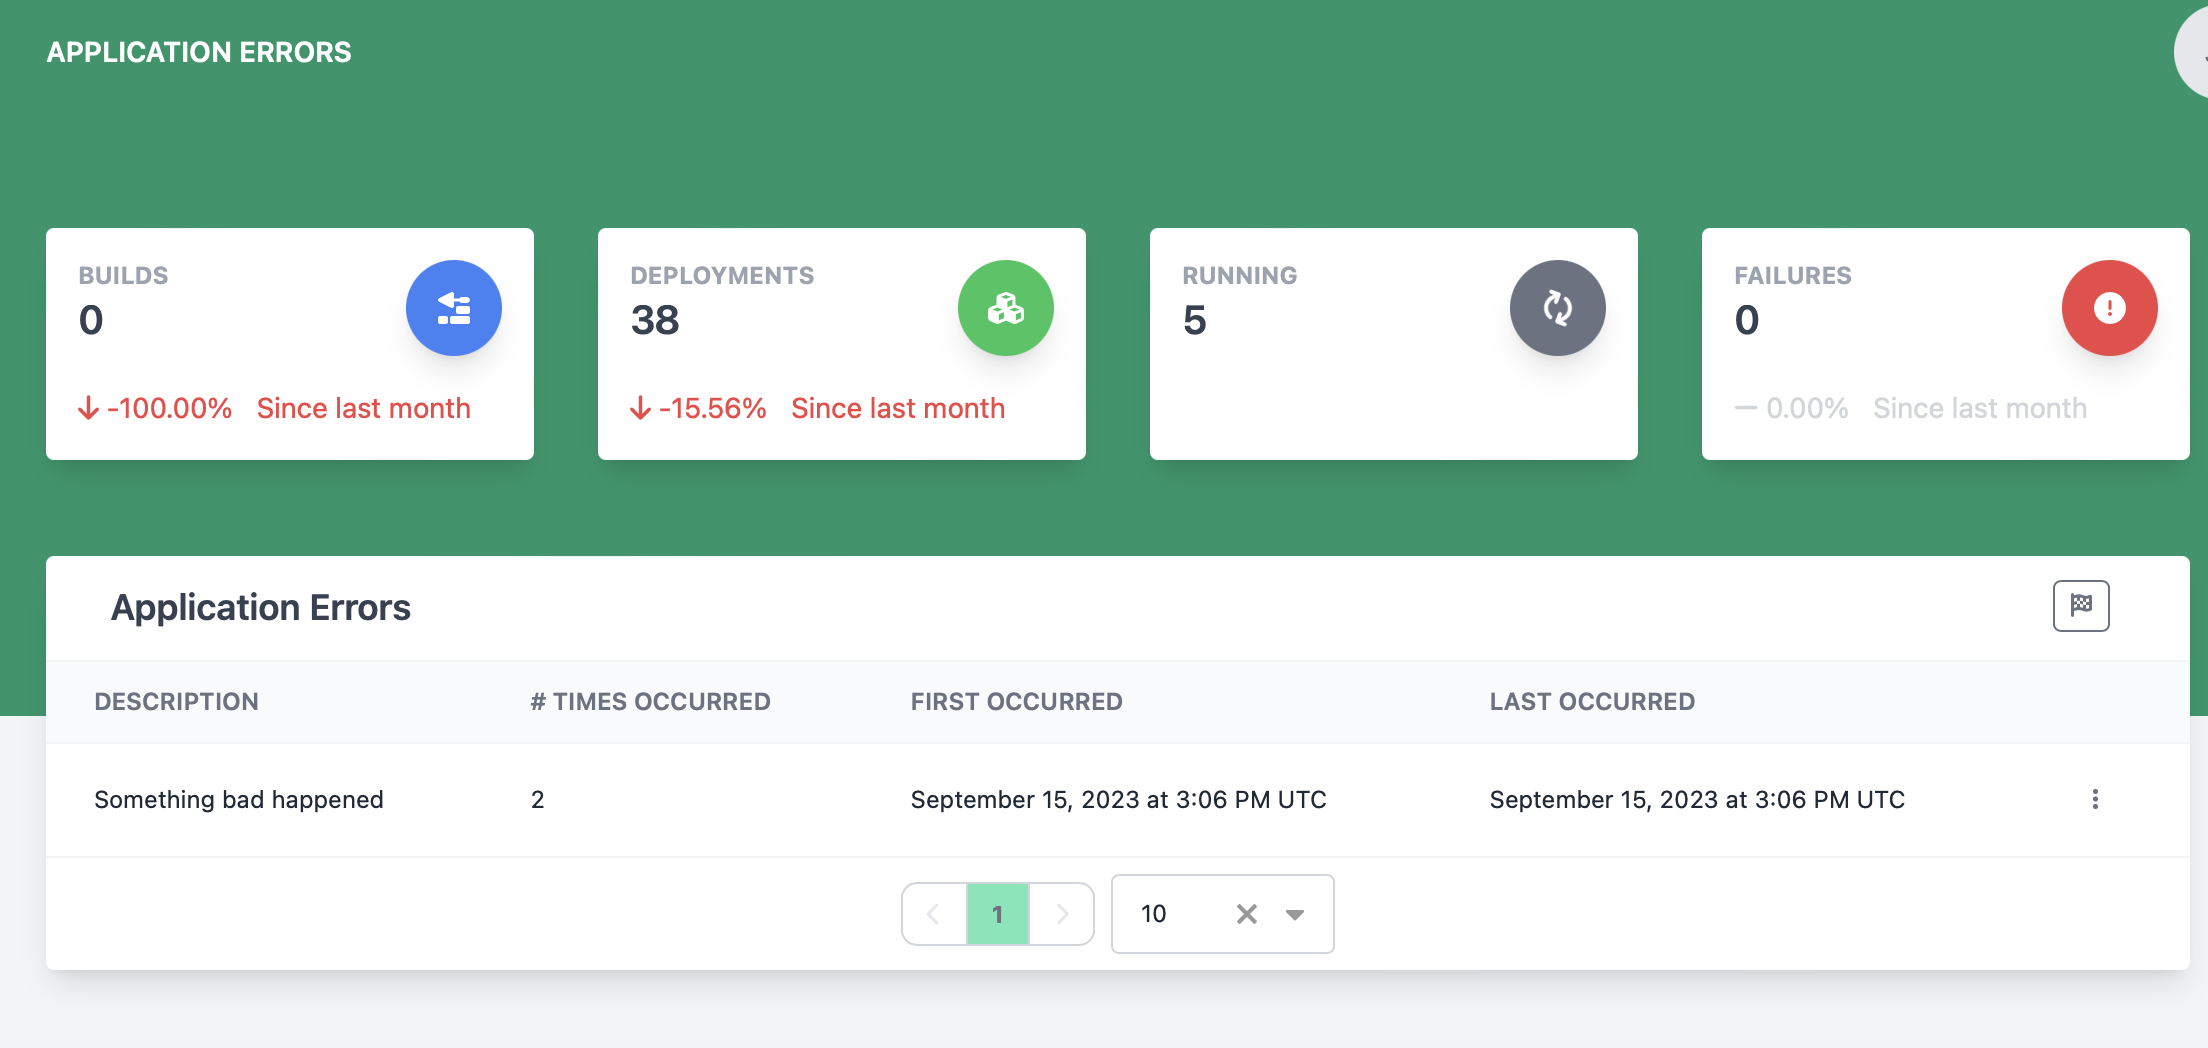 APPLICATION ERRORS
BUILDS
0
-100.00% Since last month
DEPLOYMENTS
38
-15.56% Since last month
RUNNING
5
FAILURES
0
0.00% Since last month
Application Errors
DESCRIPTION # TIMES OCCURRED FIRST OCCURRED LAST OCCURRED
Something bad happened 2 September 15, 2023 at 3:06 PM UTC September 15, 2023 at 3:06 PM UTC
1 10